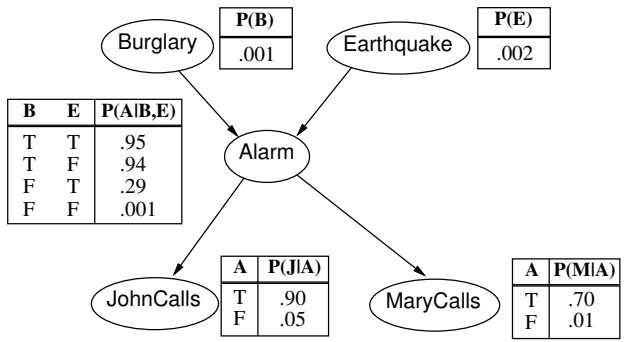 Burglary
P(B)
.001
Earthquake
P(E)
.002
B E P(A|B,E)
T T .95
T F .94
F T .29
F F .001
Alarm
JohnCalls
A P(J|A)
T .90
F .05
MaryCalls
A P(M|A)
T .70
F .01